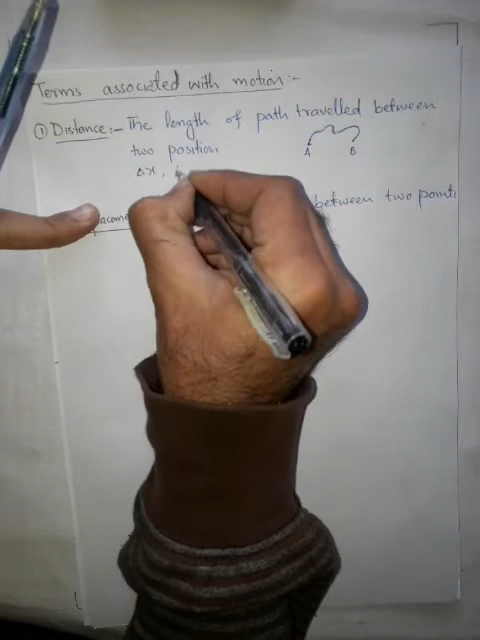 Terms associated with motion:-
① Distance:- The length of path travelled between
two position
A B
Δx,
between two points